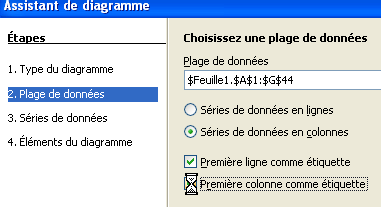 Assistant de diagramme
Étapes
1. Type du diagramme
2. Plage de données
3. Séries de données
4. Éléments du diagramme
Choisissez une plage de données
Plage de données
$Feuille1.$A$1:$G$44
Séries de données en lignes
Séries de données en colonnes
Première ligne comme étiquette
Première colonne comme étiquette